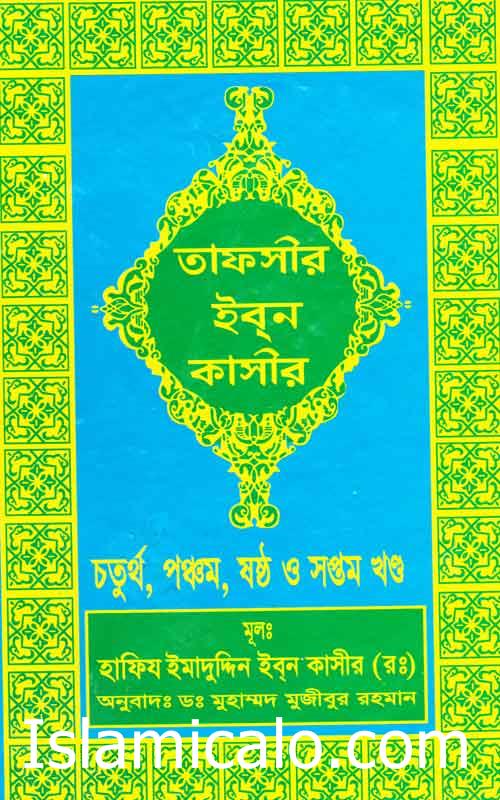 তাফসীর
ইব্‌ন
কাসীর
চতুর্থ, পঞ্চম, ষষ্ঠ ও সপ্তম খণ্ড
মূলঃ
হাফিয ইমাদুদ্দিন ইব্‌ন কাসীর (রঃ)
অনুবাদঃ ডঃ মুহাম্মদ মুজীবুর রহমান
Islamicalo.com